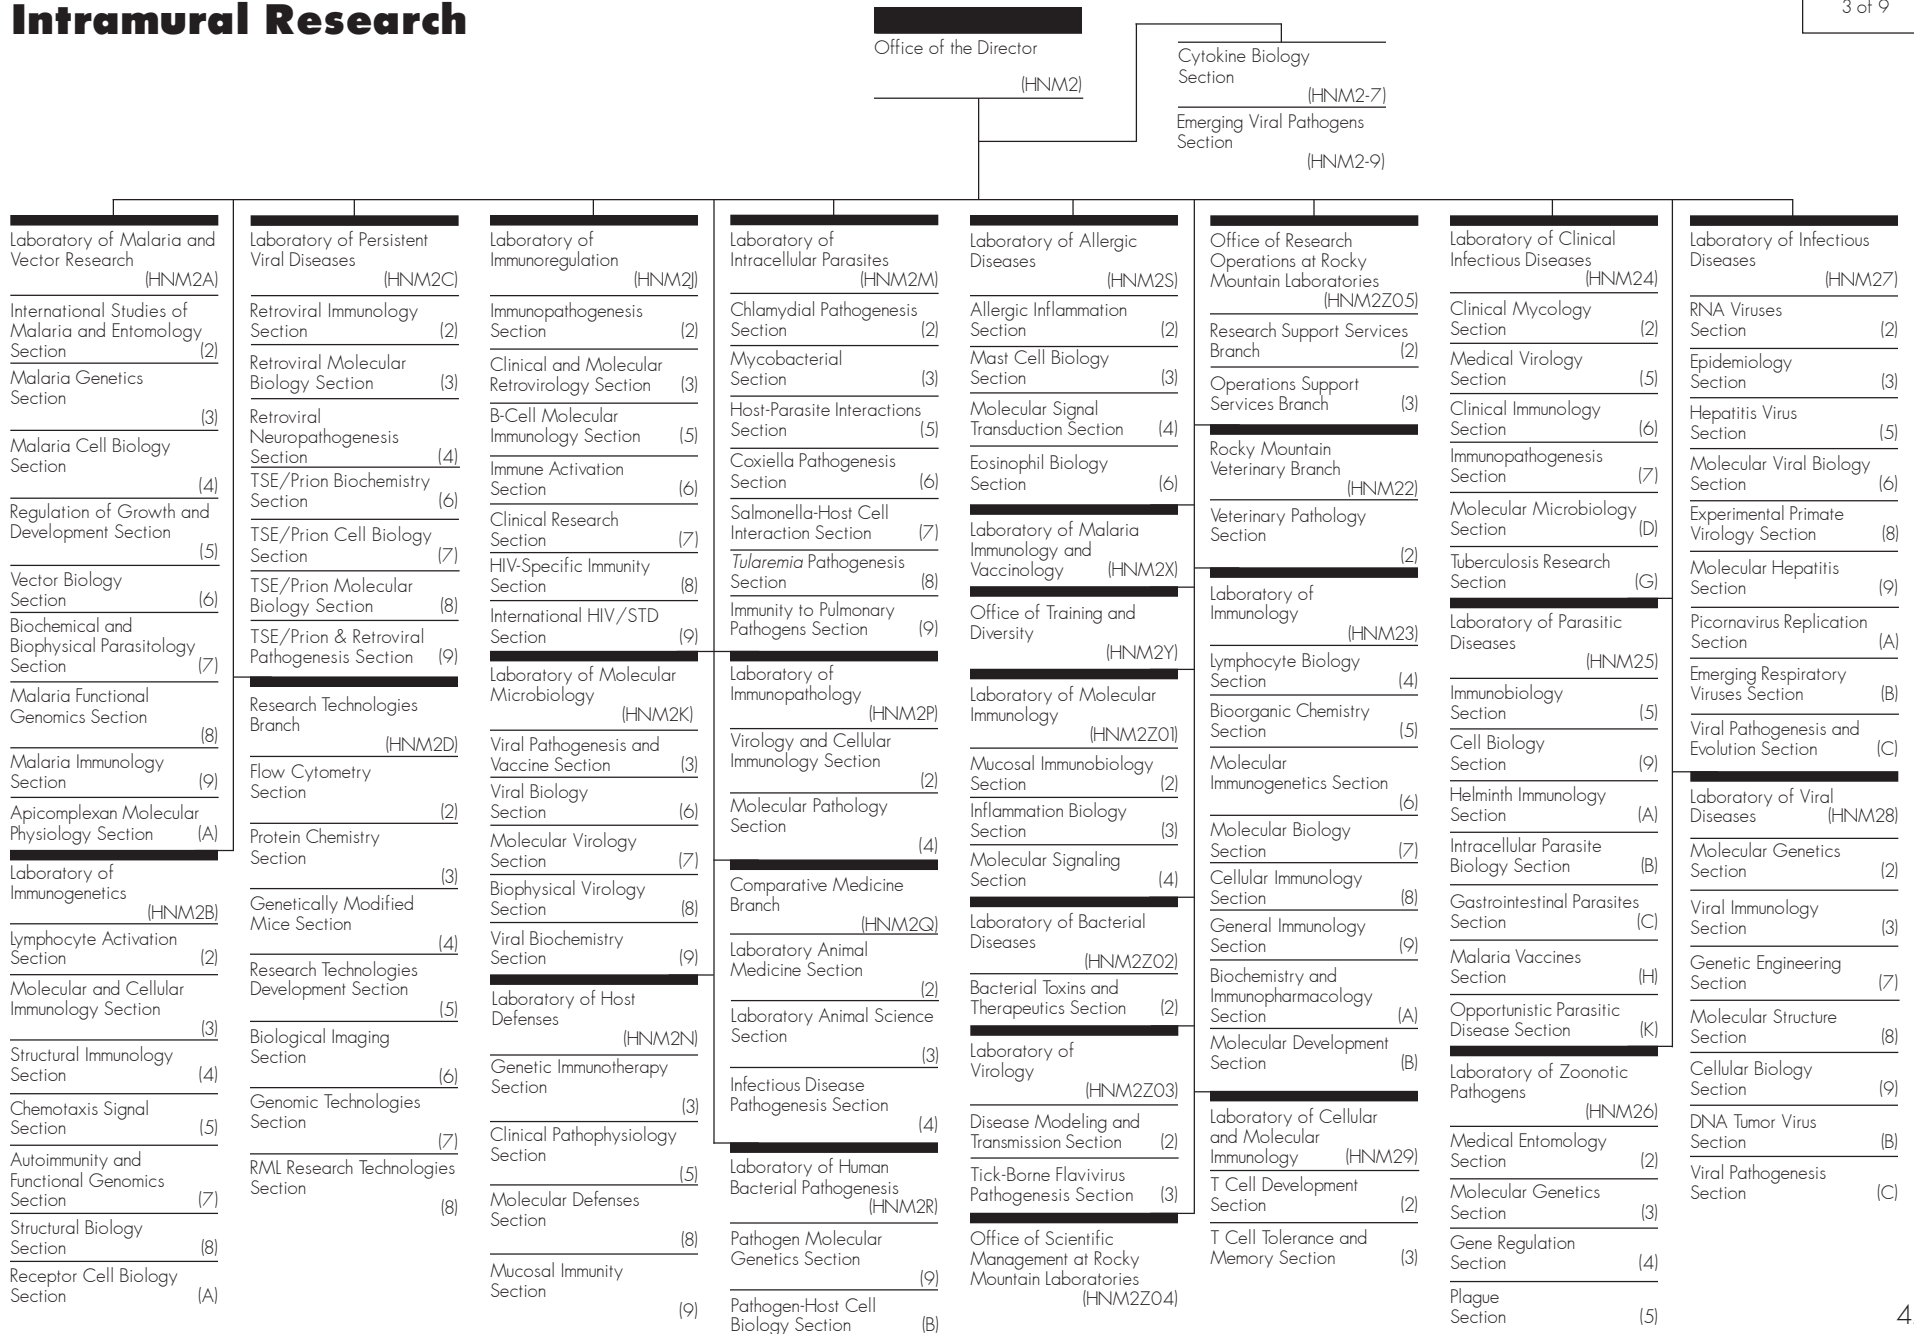 Intramural Research
3 of 9
Office of the Director
(HNM2)
Cytokine Biology
Section
(HNM2-7)
Emerging Viral Pathogens
Section
(HNM2-9)
Laboratory of Malaria and
Vector Research
(HNM2A)
International Studies of
Malaria and Entomology
Section (2)
Malaria Genetics
Section
(3)
Malaria Cell Biology
Section
(4)
Regulation of Growth and
Development Section
(5)
Vector Biology
Section (6)
Biochemical and
Biophysical Parasitology
Section (7)
Malaria Functional
Genomics Section
(8)
Malaria Immunology
Section (9)
Apicomplexan Molecular
Physiology Section (A)
Laboratory of
Immunogenetics
(HNM2B)
Lymphocyte Activation
Section (2)
Molecular and Cellular
Immunology Section
(3)
Structural Immunology
Section (4)
Chemotaxis Signal
Section (5)
Autoimmunity and
Functional Genomics
Section (7)
Structural Biology
Section (8)
Receptor Cell Biology
Section (A)
Laboratory of Persistent
Viral Diseases
(HNM2C)
Retroviral Immunology
Section (2)
Retroviral Molecular
Biology Section (3)
Retroviral
Neuropathogenesis
Section (4)
TSE/Prion Biochemistry
Section (6)
TSE/Prion Cell Biology
Section (7)
TSE/Prion Molecular
Biology Section (8)
TSE/Prion & Retroviral
Pathogenesis Section (9)
Research Technologies
Branch
(HNM2D)
Flow Cytometry
Section
(2)
Protein Chemistry
Section
(3)
Genetically Modified
Mice Section
(4)
Research Technologies
Development Section
(5)
Biological Imaging
Section
(6)
Genomic Technologies
Section
(7)
RML Research Technologies
Section
(8)
Laboratory of
Immunoregulation
(HNM2J)
Immunopathogenesis
Section (2)
Clinical and Molecular
Retrovirology Section (3)
B-Cell Molecular
Immunology Section (5)
Immune Activation
Section (6)
Clinical Research
Section (7)
HIV-Specific Immunity
Section (8)
International HIV/STD
Section (9)
Laboratory of Molecular
Microbiology
(HNM2K)
Viral Pathogenesis and
Vaccine Section (3)
Viral Biology
Section (6)
Molecular Virology
Section (7)
Biophysical Virology
Section (8)
Viral Biochemistry
Section (9)
Laboratory of Host
Defenses
(HNM2N)
Genetic Immunotherapy
Section
(3)
Clinical Pathophysiology
Section
(5)
Molecular Defenses
Section
(8)
Mucosal Immunity
Section
(9)
Laboratory of
Intracellular Parasites
(HNM2M)
Chlamydial Pathogenesis
Section (2)
Mycobacterial
Section (3)
Host-Parasite Interactions
Section (5)
Coxiella Pathogenesis
Section (6)
Salmonella-Host Cell
Interaction Section (7)
Tularemia Pathogenesis
Section (8)
Immunity to Pulmonary
Pathogens Section (9)
Laboratory of
Immunopathology
(HNM2P)
Virology and Cellular
Immunology Section
(2)
Molecular Pathology
Section
(4)
Comparative Medicine
Branch
(HNM2Q)
Laboratory Animal
Medicine Section
(2)
Laboratory Animal Science
Section
(3)
Infectious Disease
Pathogenesis Section
(4)
Laboratory of Human
Bacterial Pathogenesis
(HNM2R)
Pathogen Molecular
Genetics Section
(9)
Pathogen-Host Cell
Biology Section (B)
Laboratory of Allergic
Diseases
(HNM2S)
Allergic Inflammation
Section (2)
Mast Cell Biology
Section (3)
Molecular Signal
Transduction Section (4)
Eosinophil Biology
Section (6)
Laboratory of Malaria
Immunology and
Vaccinology (HNM2X)
Office of Training and
Diversity
(HNM2Y)
Laboratory of Molecular
Immunology
(HNM2Z01)
Mucosal Immunobiology
Section (2)
Inflammation Biology
Section (3)
Molecular Signaling
Section (4)
Laboratory of Bacterial
Diseases
(HNM2Z02)
Bacterial Toxins and
Therapeutics Section (2)
Laboratory of
Virology
(HNM2Z03)
Disease Modeling and
Transmission Section (2)
Tick-Borne Flavivirus
Pathogenesis Section (3)
Office of Scientific
Management at Rocky
Mountain Laboratories
(HNM2Z04)
Office of Research
Operations at Rocky
Mountain Laboratories
(HNM2Z05)
Research Support Services
Branch (2)
Operations Support
Services Branch (3)
Rocky Mountain
Veterinary Branch
(HNM22)
Veterinary Pathology
Section
(2)
Laboratory of
Immunology
(HNM23)
Lymphocyte Biology
Section (4)
Bioorganic Chemistry
Section (5)
Molecular
Immunogenetics Section
(6)
Molecular Biology
Section (7)
Cellular Immunology
Section (8)
General Immunology
Section (9)
Biochemistry and
Immunopharmacology
Section (A)
Molecular Development
Section (B)
Laboratory of Cellular
and Molecular
Immunology (HNM29)
T Cell Development
Section (2)
T Cell Tolerance and
Memory Section (3)
Laboratory of Clinical
Infectious Diseases
(HNM24)
Clinical Mycology
Section (2)
Medical Virology
Section (5)
Clinical Immunology
Section (6)
Immunopathogenesis
Section (7)
Molecular Microbiology
Section (D)
Tuberculosis Research
Section (G)
Laboratory of Parasitic
Diseases
(HNM25)
Immunobiology
Section (5)
Cell Biology
Section (9)
Helminth Immunology
Section (A)
Intracellular Parasite
Biology Section (B)
Gastrointestinal Parasites
Section (C)
Malaria Vaccines
Section (H)
Opportunistic Parasitic
Disease Section (K)
Laboratory of Zoonotic
Pathogens
(HNM26)
Medical Entomology
Section (2)
Molecular Genetics
Section (3)
Gene Regulation
Section (4)
Plague
Section (5)
Laboratory of Infectious
Diseases
(HNM27)
RNA Viruses
Section (2)
Epidemiology
Section (3)
Hepatitis Virus
Section (5)
Molecular Viral Biology
Section (6)
Experimental Primate
Virology Section (8)
Molecular Hepatitis
Section (9)
Picornavirus Replication
Section (A)
Emerging Respiratory
Viruses Section (B)
Viral Pathogenesis and
Evolution Section (C)
Laboratory of Viral
Diseases (HNM28)
Molecular Genetics
Section (2)
Viral Immunology
Section (3)
Genetic Engineering
Section (7)
Molecular Structure
Section (8)
Cellular Biology
Section (9)
DNA Tumor Virus
Section (B)
Viral Pathogenesis
Section (C)